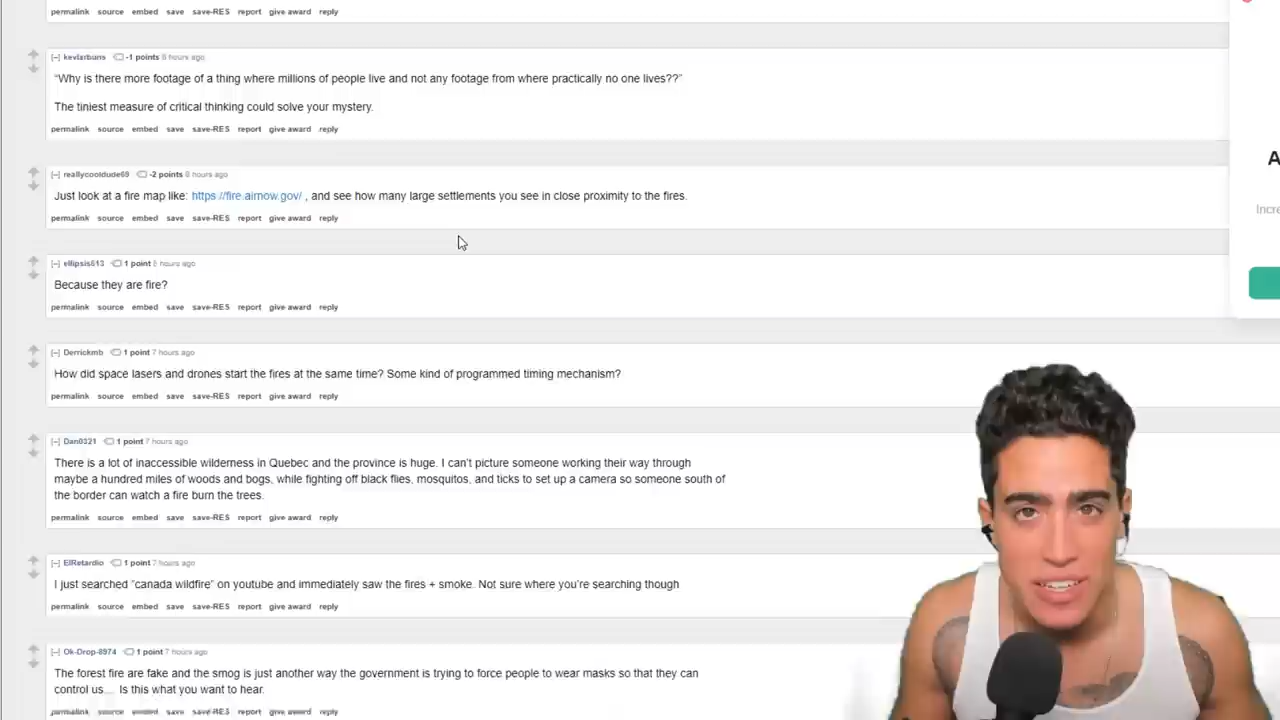 permalink source embed save save-RES report give award reply
[–] kevlarbuns -1 points 8 hours ago
“Why is there more footage of a thing where millions of people live and not any footage from where practically no one lives??”
The tiniest measure of critical thinking could solve your mystery.
permalink source embed save save-RES report give award reply
[–] reallycooldude69 -2 points 8 hours ago
Just look at a fire map like: https://fire.airnow.gov/ , and see how many large settlements you see in close proximity to the fires.
permalink source embed save save-RES report give award reply
[–] ellipsis613 1 point 8 hours ago
Because they are fire?
permalink source embed save save-RES report give award reply
[–] Derrickmb 1 point 7 hours ago
How did space lasers and drones start the fires at the same time? Some kind of programmed timing mechanism?
permalink source embed save save-RES report give award reply
[–] Dan0321 1 point 7 hours ago
There is a lot of inaccessible wilderness in Quebec and the province is huge. I can’t picture someone working their way through
maybe a hundred miles of woods and bogs, while fighting off black flies, mosquitos, and ticks to set up a camera so someone south of
the border can watch a fire burn the trees.
permalink source embed save save-RES report give award reply
[–] ElRetardio 1 point 7 hours ago
I just searched “canada wildfire” on youtube and immediately saw the fires + smoke. Not sure where you’re searching though
permalink source embed save save-RES report give award reply
[–] Ok-Drop-8974 1 point 7 hours ago
The forest fire are fake and the smog is just another way the government is trying to force people to wear masks so that they can
control us... Is this what you want to hear.
permalink source embed save save-RES report give award reply
A
Incre